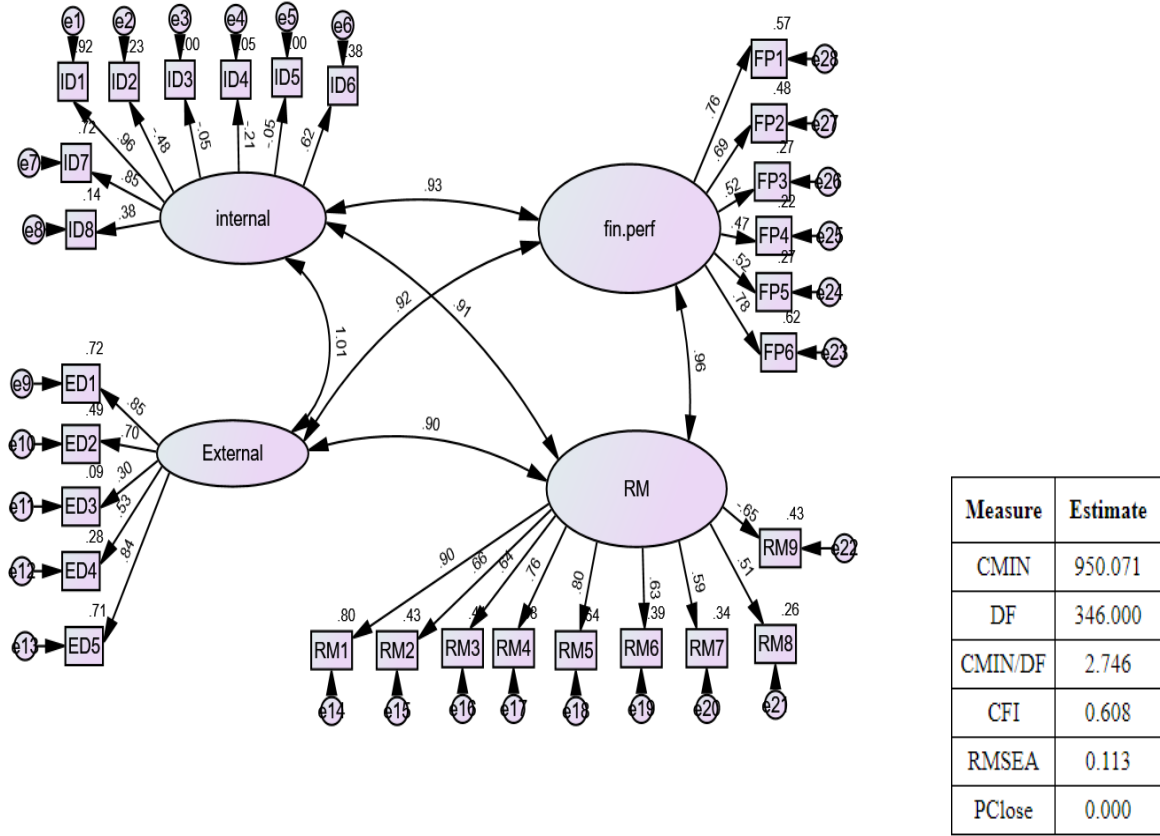 e1 e2 e3 e4 e5 e6
.92 .23 .00 .05 .00 .38
ID1 ID2 ID3 ID4 ID5 ID6
.96 -.48 -.05 -.21 -.05 .62
.72
e7 ID7 .85
.14
e8 ID8 .38
internal
.57
FP1 e28
.76
.48
FP2 e27
.69
.27
FP3 e26
.52
.22
FP4 e25
.47
.27
FP5 e24
.52
.62
FP6 e23
.78
fin.perf
.93
.92
.91
1.01
.96
.90
.72
e9 ED1 .85
.49
e10 ED2 .70
.09
e11 ED3 .30
.28
e12 ED4 .53
.71
e13 ED5 .84
External
RM
-.65 .43
RM9 e22
.90 .66 .64 .76 .80 .63 .59 .51
.80 .43 .64 .39 .34 .26
RM1 RM2 RM3 RM4 RM5 RM6 RM7 RM8
e14 e15 e16 e17 e18 e19 e20 e21
Measure Estimate
CMIN 950.071
DF 346.000
CMIN/DF 2.746
CFI 0.608
RMSEA 0.113
PClose 0.000